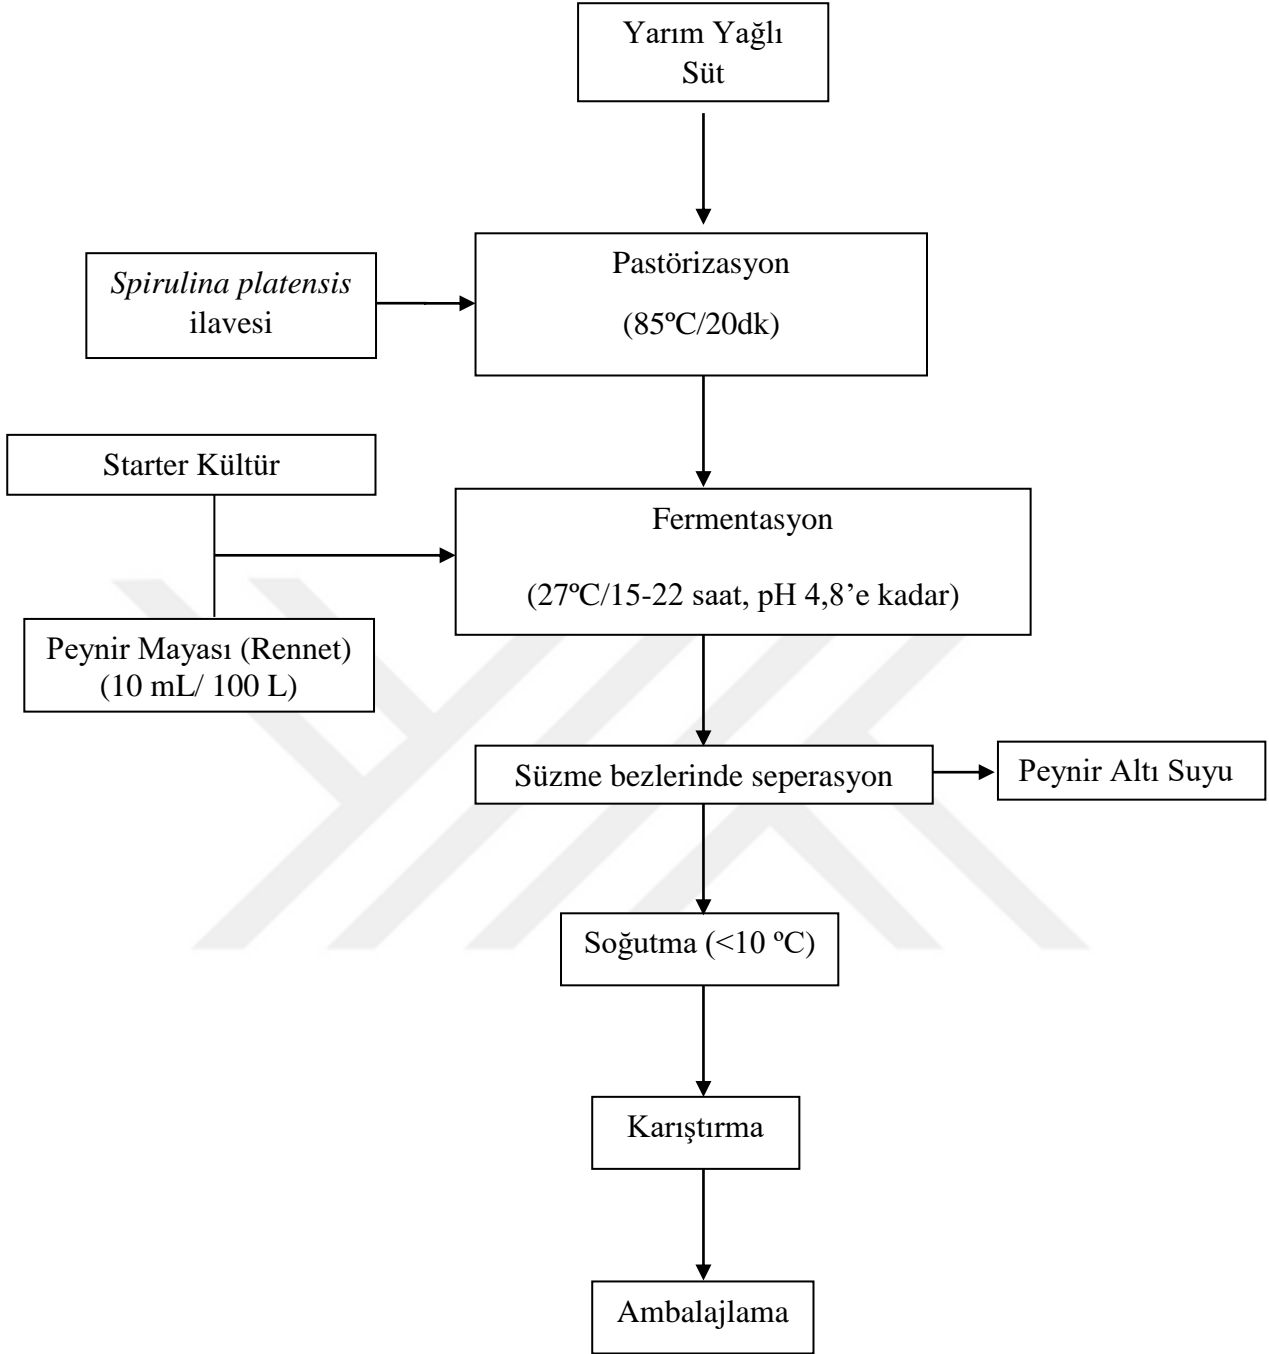 Yarım Yağlı
Süt
Pastörizasyon
(85ºC/20dk)
Spirulina platensis
ilavesi
Starter Kültür
Fermentasyon
(27ºC/15-22 saat, pH 4,8’e kadar)
Peynir Mayası (Rennet)
(10 mL/ 100 L)
Süzme bezlerinde seperasyon
Peynir Altı Suyu
Soğutma (<10 ºC)
Karıştırma
Ambalajlama